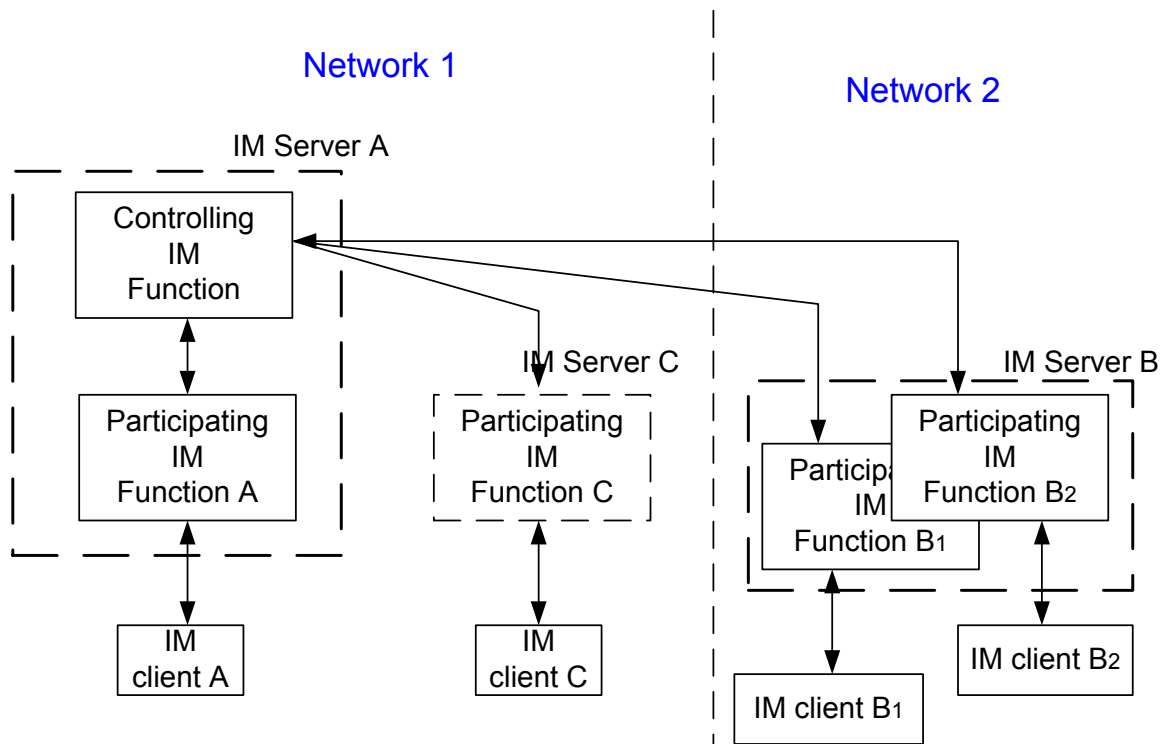 Network 1
Network 2
IM Server A
Controlling
IM
Function
IM Server C
IM Server B
Participating
IM
Function A
Participating
IM
Function C
Participating
IM
Function B2
IM
Function B1
IM
client A
IM
client C
IM client B2
IM client B1